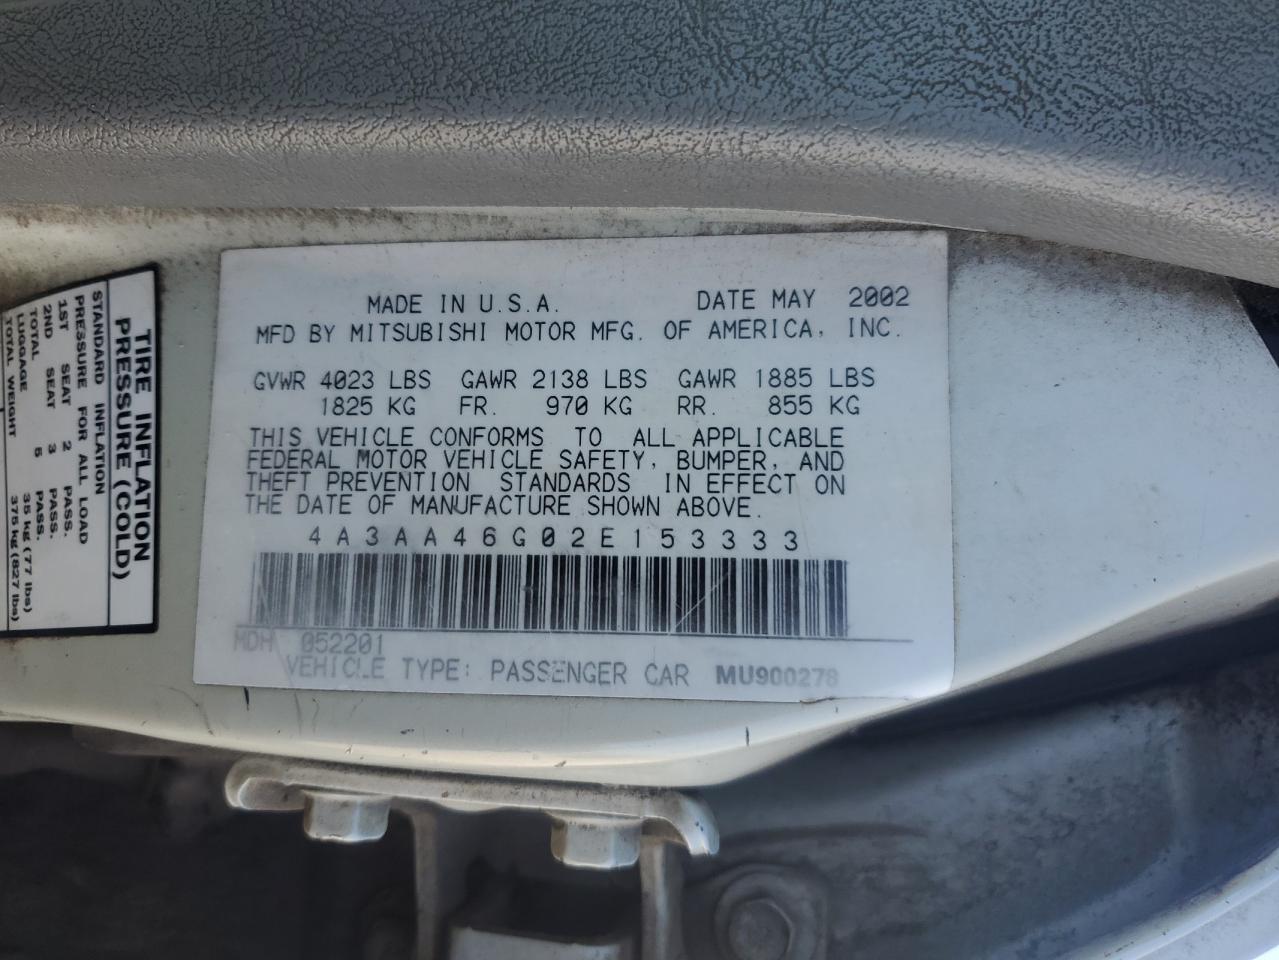 MADE IN U.S.A. DATE MAY 2002
MFD BY MITSUBISHI MOTOR MFG. OF AMERICA, INC.
GVWR 4023 LBS GAWR 2138 LBS GAWR 1885 LBS
1825 KG FR. 970 KG RR. 855 KG
THIS VEHICLE CONFORMS TO ALL APPLICABLE
FEDERAL MOTOR VEHICLE SAFETY, BUMPER, AND
THEFT PREVENTION STANDARDS IN EFFECT ON
THE DATE OF MANUFACTURE SHOWN ABOVE.
4A3AA46G02E153333
MDH 052201
VEHICLE TYPE: PASSENGER CAR MU900278
TIRE INFLATION
PRESSURE (COLD)
STANDARD INFLATION
PRESSURE FOR ALL LOAD
1ST SEAT 2 PASS.
2ND SEAT 3 PASS.
TOTAL 5 PASS.
LUGGAGE 35 kg (77 lbs)
TOTAL WEIGHT 375 kg (827 lbs)